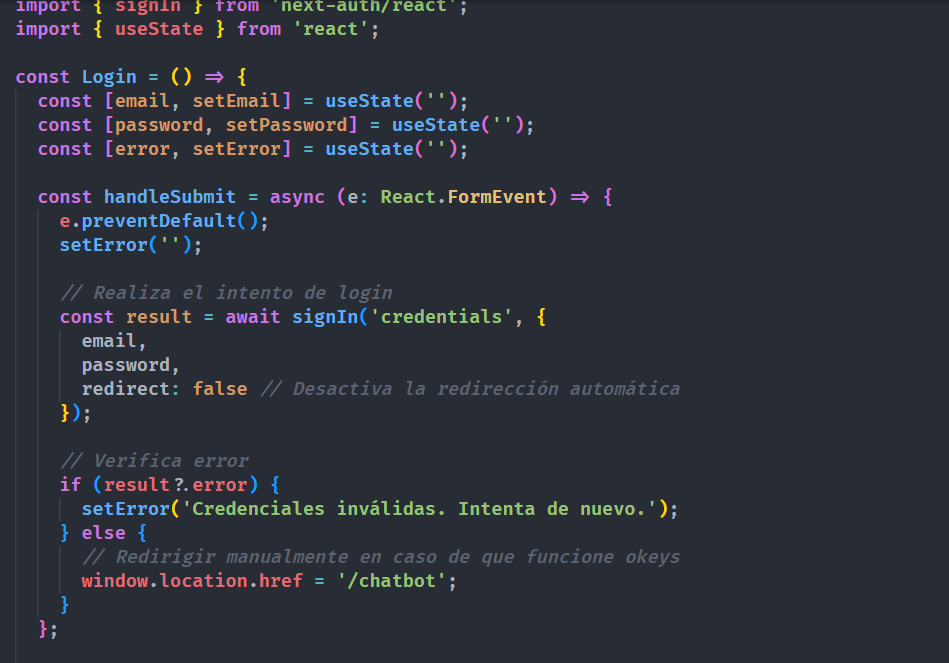 import { signIn } from 'next-auth/react';
import { useState } from 'react';
const Login = () => {
const [email, setEmail] = useState('');
const [password, setPassword] = useState('');
const [error, setError] = useState('');
const handleSubmit = async (e: React.FormEvent) => {
e.preventDefault();
setError('');
// Realiza el intento de login
const result = await signIn('credentials', {
email,
password,
redirect: false // Desactiva la redirección automática
});
// Verifica error
if (result?.error) {
setError('Credenciales inválidas. Intenta de nuevo.');
} else {
// Redirigir manualmente en caso de que funcione okeys
window.location.href = '/chatbot';
}
};